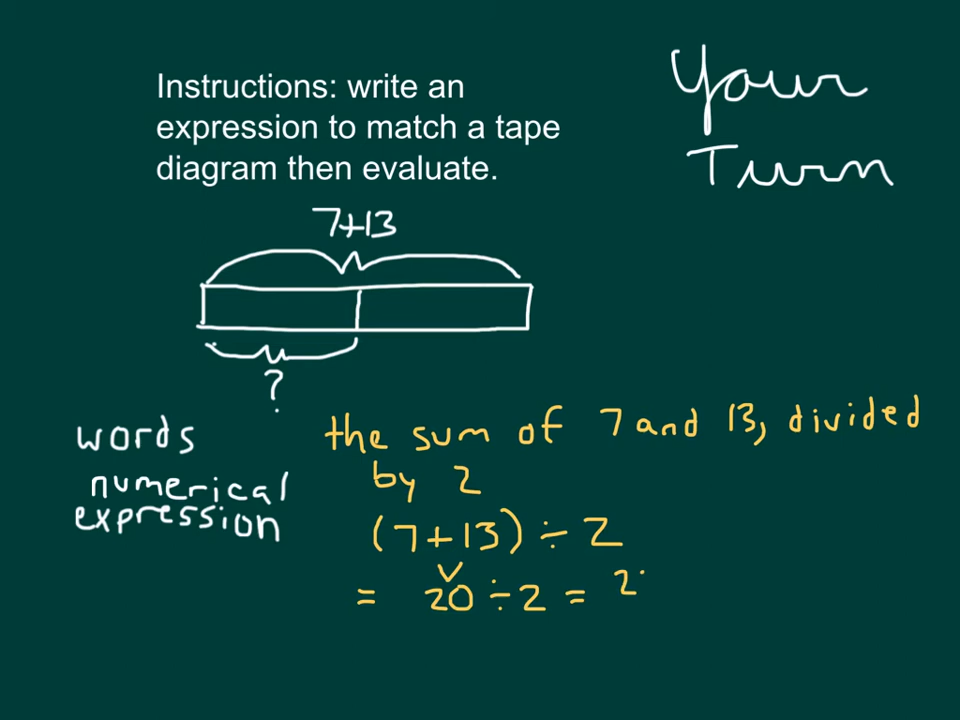 Instructions: write an
expression to match a tape
diagram then evaluate.
Your
Turn
7+13
?
words the sum of 7 and 13, divided
by 2
numerical
expression (7+13) ÷ 2
= 20 ÷ 2 = 2